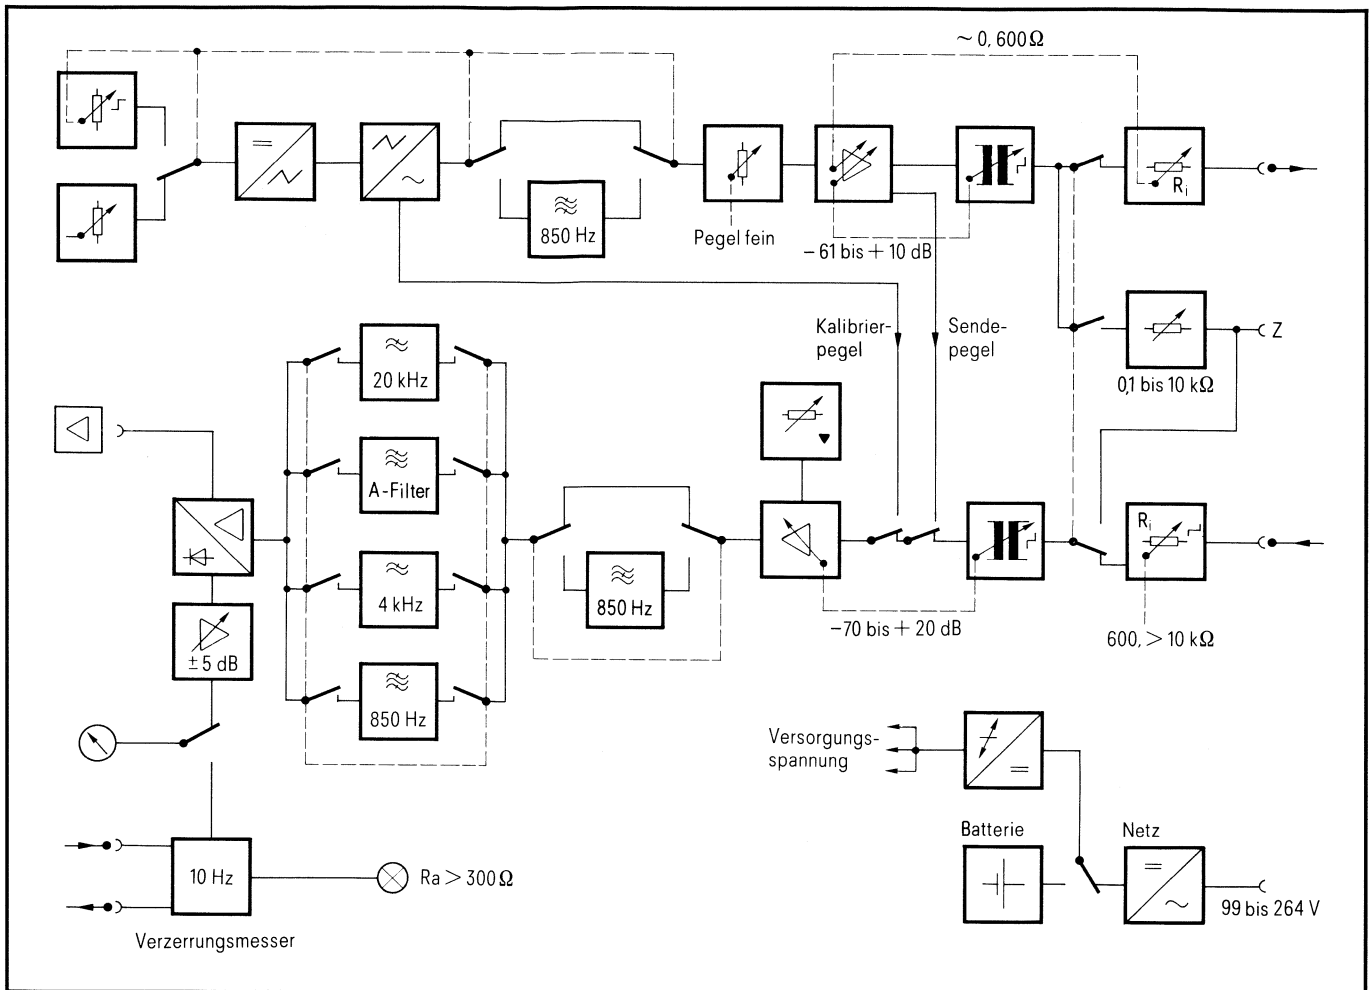 ~ 0, 600 Ω
850 Hz
Pegel fein
− 61 bis + 10 dB
Ri
Kalibrier-
pegel
Sende-
pegel
Z
0,1 bis 10 kΩ
20 kHz
A-Filter
4 kHz
850 Hz
850 Hz
−70 bis + 20 dB
Ri
600, > 10 kΩ
± 5 dB
Versorgungs-
spannung
Batterie
Netz
99 bis 264 V
10 Hz
Ra > 300 Ω
Verzerrungsmesser